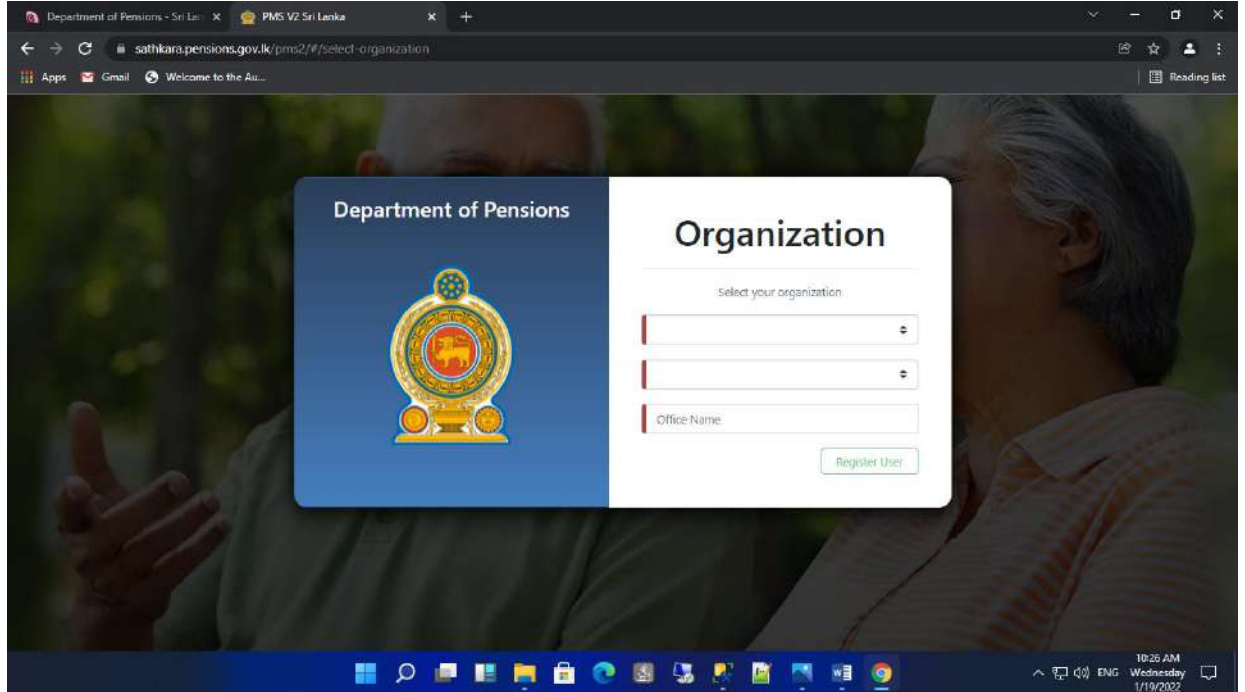 Department of Pensions - Sri Lan
PMS V2 Sri Lanka
sathkara.pensions.gov.lk/pms2/#/select-organization
Apps
Gmail
Welcome to the Au...
Reading list
Department of Pensions
Organization
Select your organization
Office Name
Register User
ENG
10:26 AM
Wednesday
1/19/2022